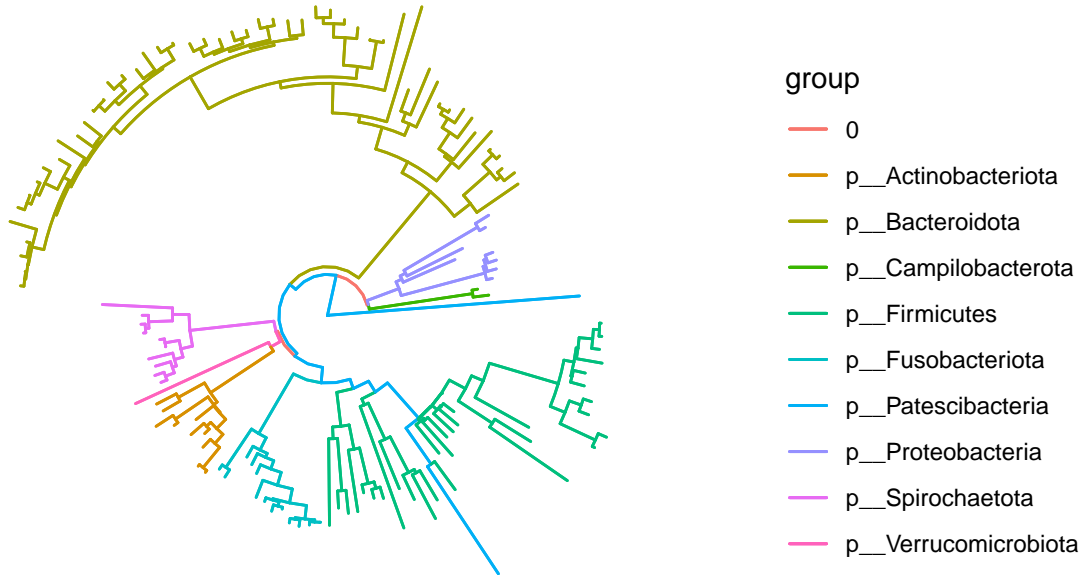 group
0
p__Actinobacteriota
p__Bacteroidota
p__Campilobacterota
p__Firmicutes
p__Fusobacteriota
p__Patescibacteria
p__Proteobacteria
p__Spirochaetota
p__Verrucomicrobiota